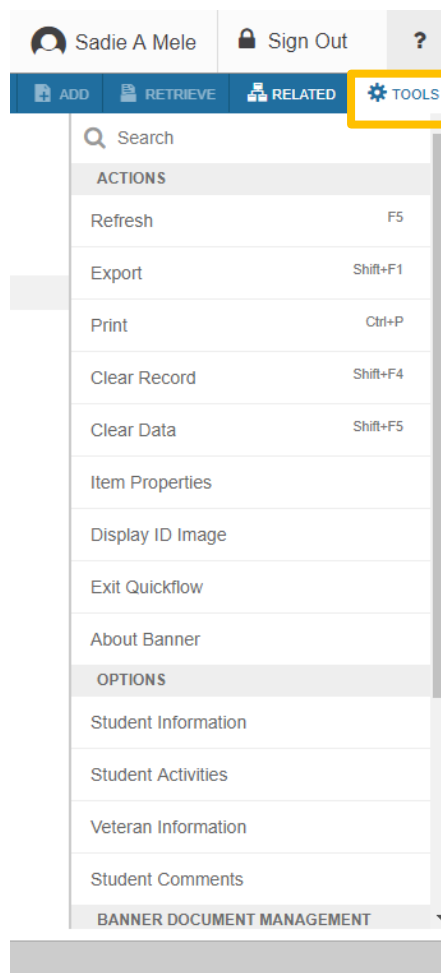 Sadie A Mele Sign Out ?
ADD RETRIEVE RELATED TOOLS
Search
ACTIONS
Refresh F5
Export Shift+F1
Print Ctrl+P
Clear Record Shift+F4
Clear Data Shift+F5
Item Properties
Display ID Image
Exit Quickflow
About Banner
OPTIONS
Student Information
Student Activities
Veteran Information
Student Comments
BANNER DOCUMENT MANAGEMENT